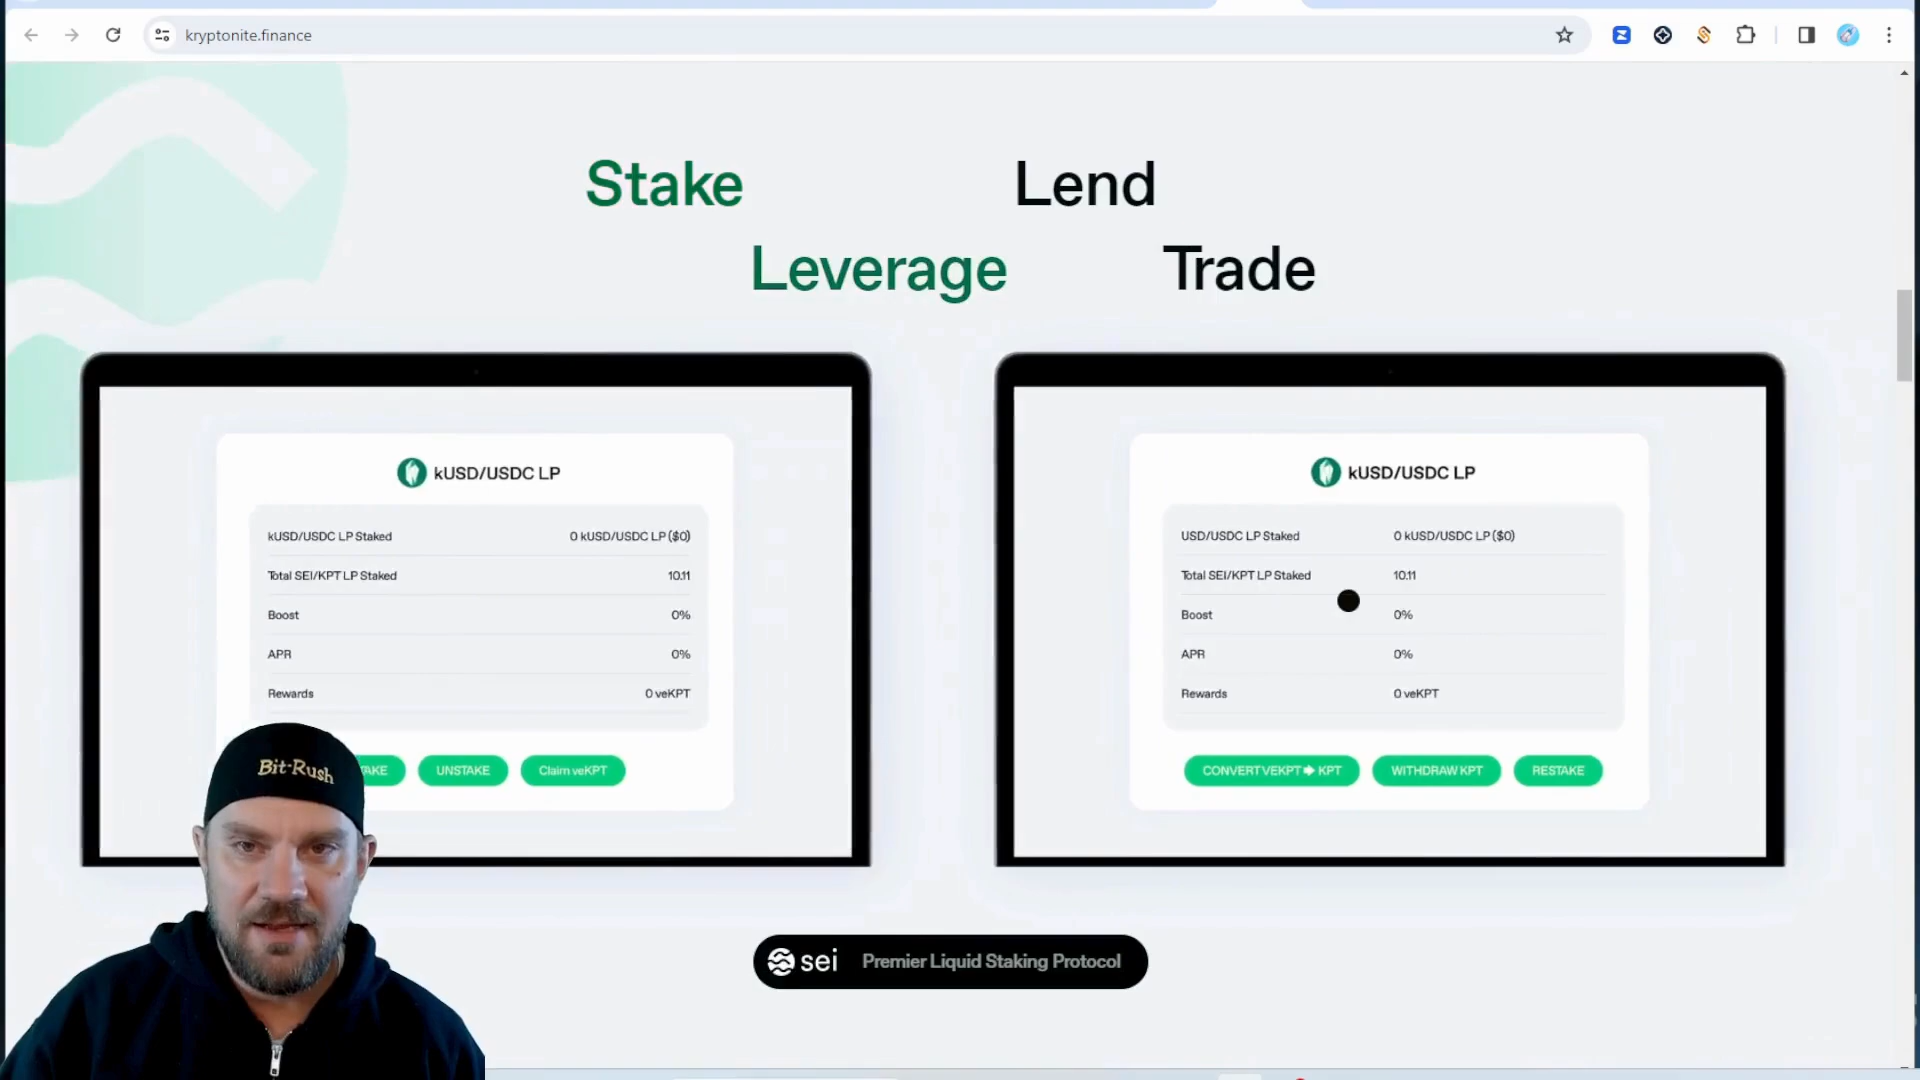 kryptonite.finance
Stake
Lend
Leverage
Trade
kUSD/USDC LP
kUSD/USDC LP Staked 0 kUSD/USDC LP ($0)
Total SEI/KPT LP Staked 10.11
Boost 0%
APR 0%
Rewards 0 veKPT
AKE UNSTAKE Claim veKPT
kUSD/USDC LP
USD/USDC LP Staked 0 kUSD/USDC LP ($0)
Total SEI/KPT LP Staked 10.11
Boost 0%
APR 0%
Rewards 0 veKPT
CONVERT VEKPT ➡ KPT WITHDRAW KPT RESTAKE
Bit-Rush
sei Premier Liquid Staking Protocol